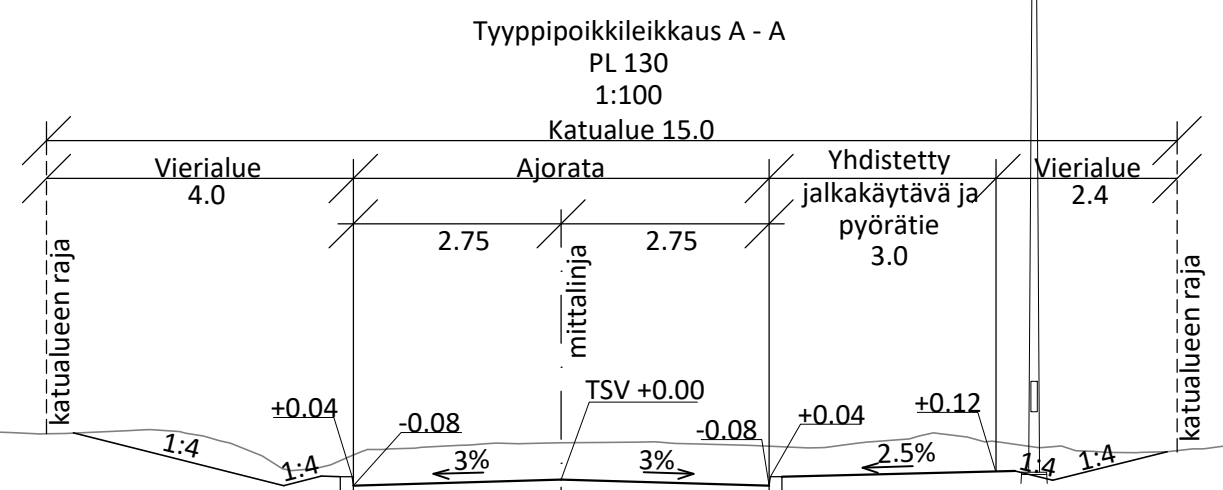 Tyyppipoikkileikkaus A - A
PL 130
1:100
Katualue 15.0
Vierialue
4.0
Ajorata
Yhdistetty
jalkakäytävä ja
pyörätie
3.0
Vierialue
2.4
2.75
2.75
katualueen raja
mittalinja
katualueen raja
TSV +0.00
+0.04
-0.08
-0.08
+0.04
+0.12
1:4
1:4
3%
3%
2.5%
1:4
1:4